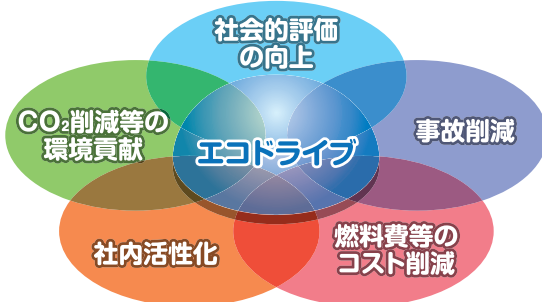 社会的評価
の向上
CO₂削減等の
環境貢献
エコドライブ
事故削減
社内活性化
燃料費等の
コスト削減